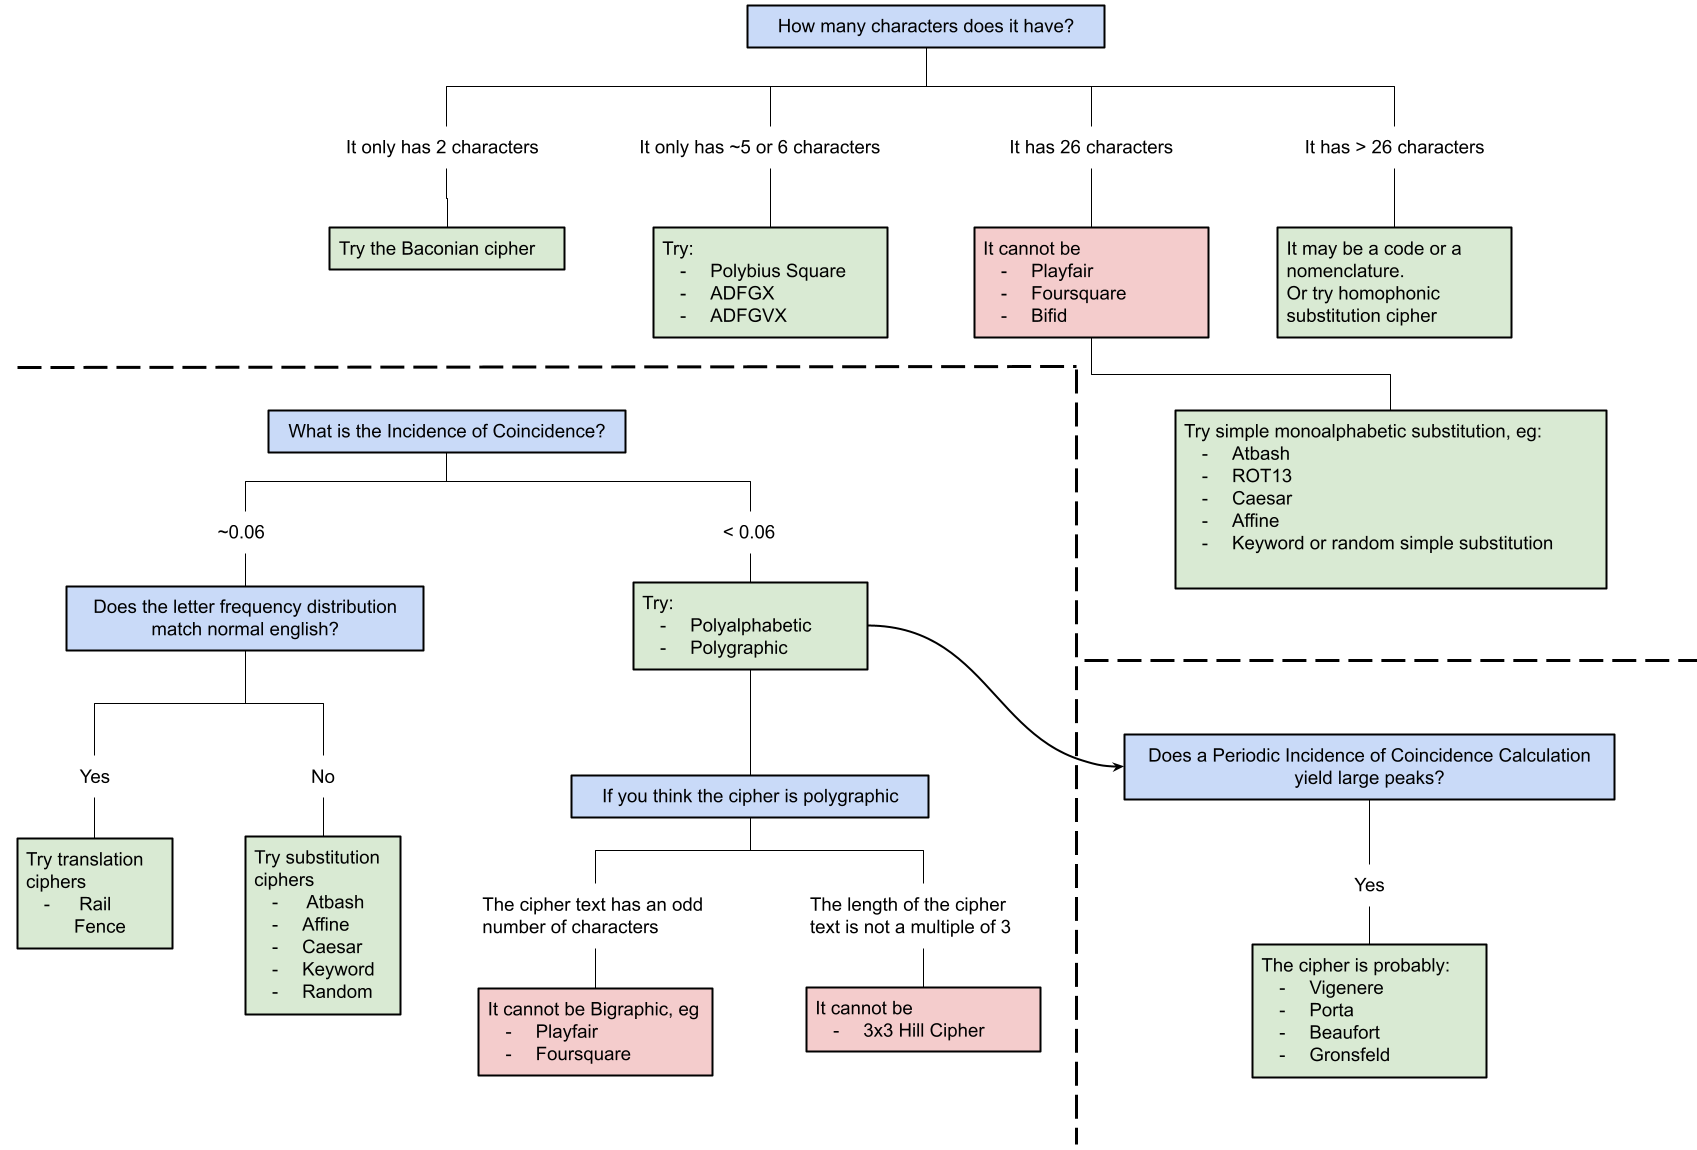 How many characters does it have?
It only has 2 characters
It only has ~5 or 6 characters
It has 26 characters
It has > 26 characters
Try the Baconian cipher
Try:
- Polybius Square
- ADFGX
- ADFGVX
It cannot be
- Playfair
- Foursquare
- Bifid
It may be a code or a
nomenclature.
Or try homophonic
substitution cipher
Try simple monoalphabetic substitution, eg:
- Atbash
- ROT13
- Caesar
- Affine
- Keyword or random simple substitution
What is the Incidence of Coincidence?
~0.06
< 0.06
Does the letter frequency distribution
match normal english?
Try:
- Polyalphabetic
- Polygraphic
Yes
No
Try translation
ciphers
- Rail
Fence
Try substitution
ciphers
- Atbash
- Affine
- Caesar
- Keyword
- Random
If you think the cipher is polygraphic
The cipher text has an odd
number of characters
The length of the cipher
text is not a multiple of 3
It cannot be Bigraphic, eg
- Playfair
- Foursquare
It cannot be
- 3x3 Hill Cipher
Does a Periodic Incidence of Coincidence Calculation
yield large peaks?
Yes
The cipher is probably:
- Vigenere
- Porta
- Beaufort
- Gronsfeld